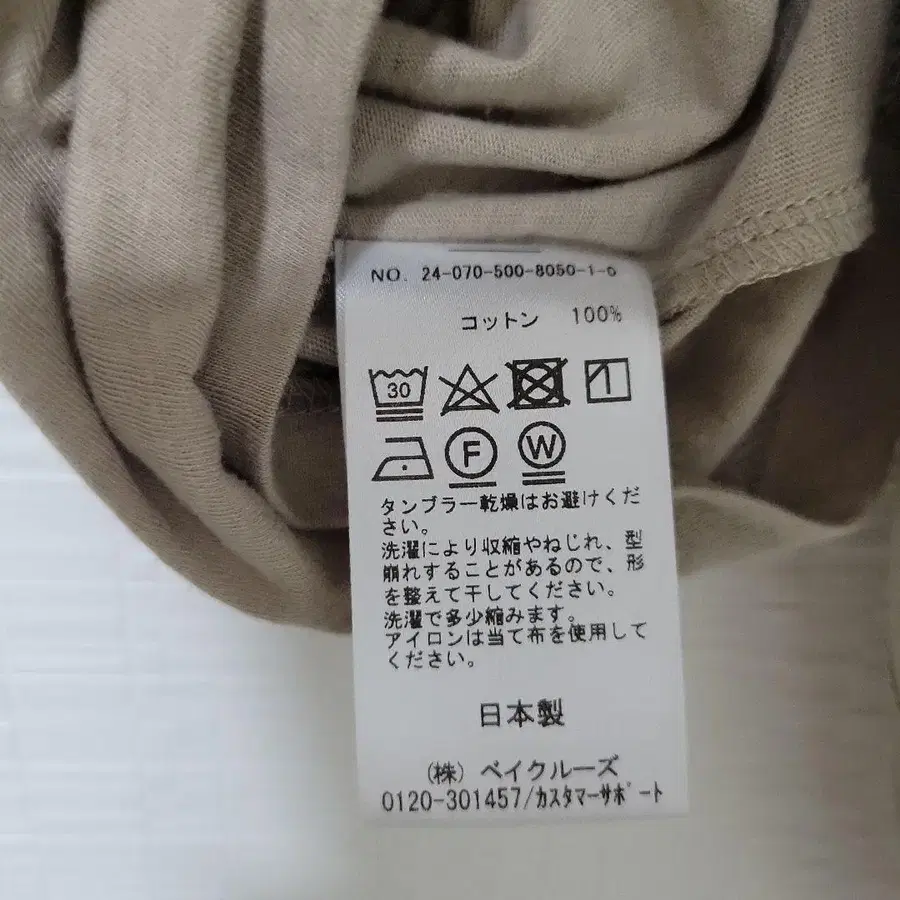 NO. 24-070-500-8050-1-0
コットン 100%
30
F W
タンブラー乾燥はお避けくだ
さい。
洗濯により収縮やねじれ、型
崩れすることがあるので、形
を整えて干してください。
洗濯で多少縮みます。
アイロンは当て布を使用して
ください。
日本製
(株) ベイクルーズ
0120-301457/カスタマーサポート